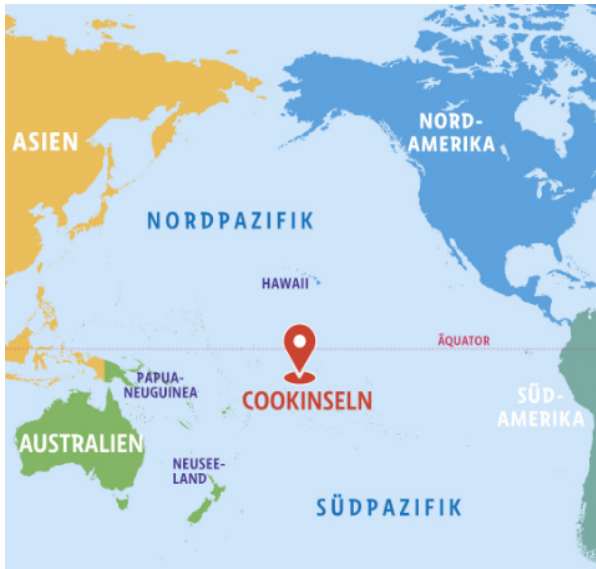 ASIEN
NORD-
AMERIKA
NORDPAZIFIK
HAWAII
ÄQUATOR
PAPUA-
NEUGUINEA
COOKINSELN
SÜD-
AMERIKA
AUSTRALIEN
NEUSEE-
LAND
SÜDPAZIFIK